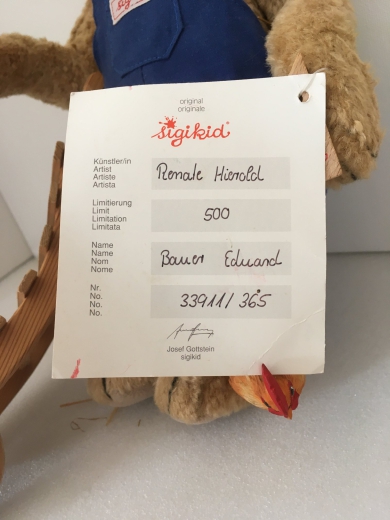 sig
original
originale
sigikid
Künstler/in
Artist
Artiste
Artista
Renate Hierold
Limitierung
Limit
Limitation
Limitata
500
Name
Name
Nom
Nome
Bauer Eduard
Nr.
No.
No.
No.
33911/365
Josef Gottstein
sigikid